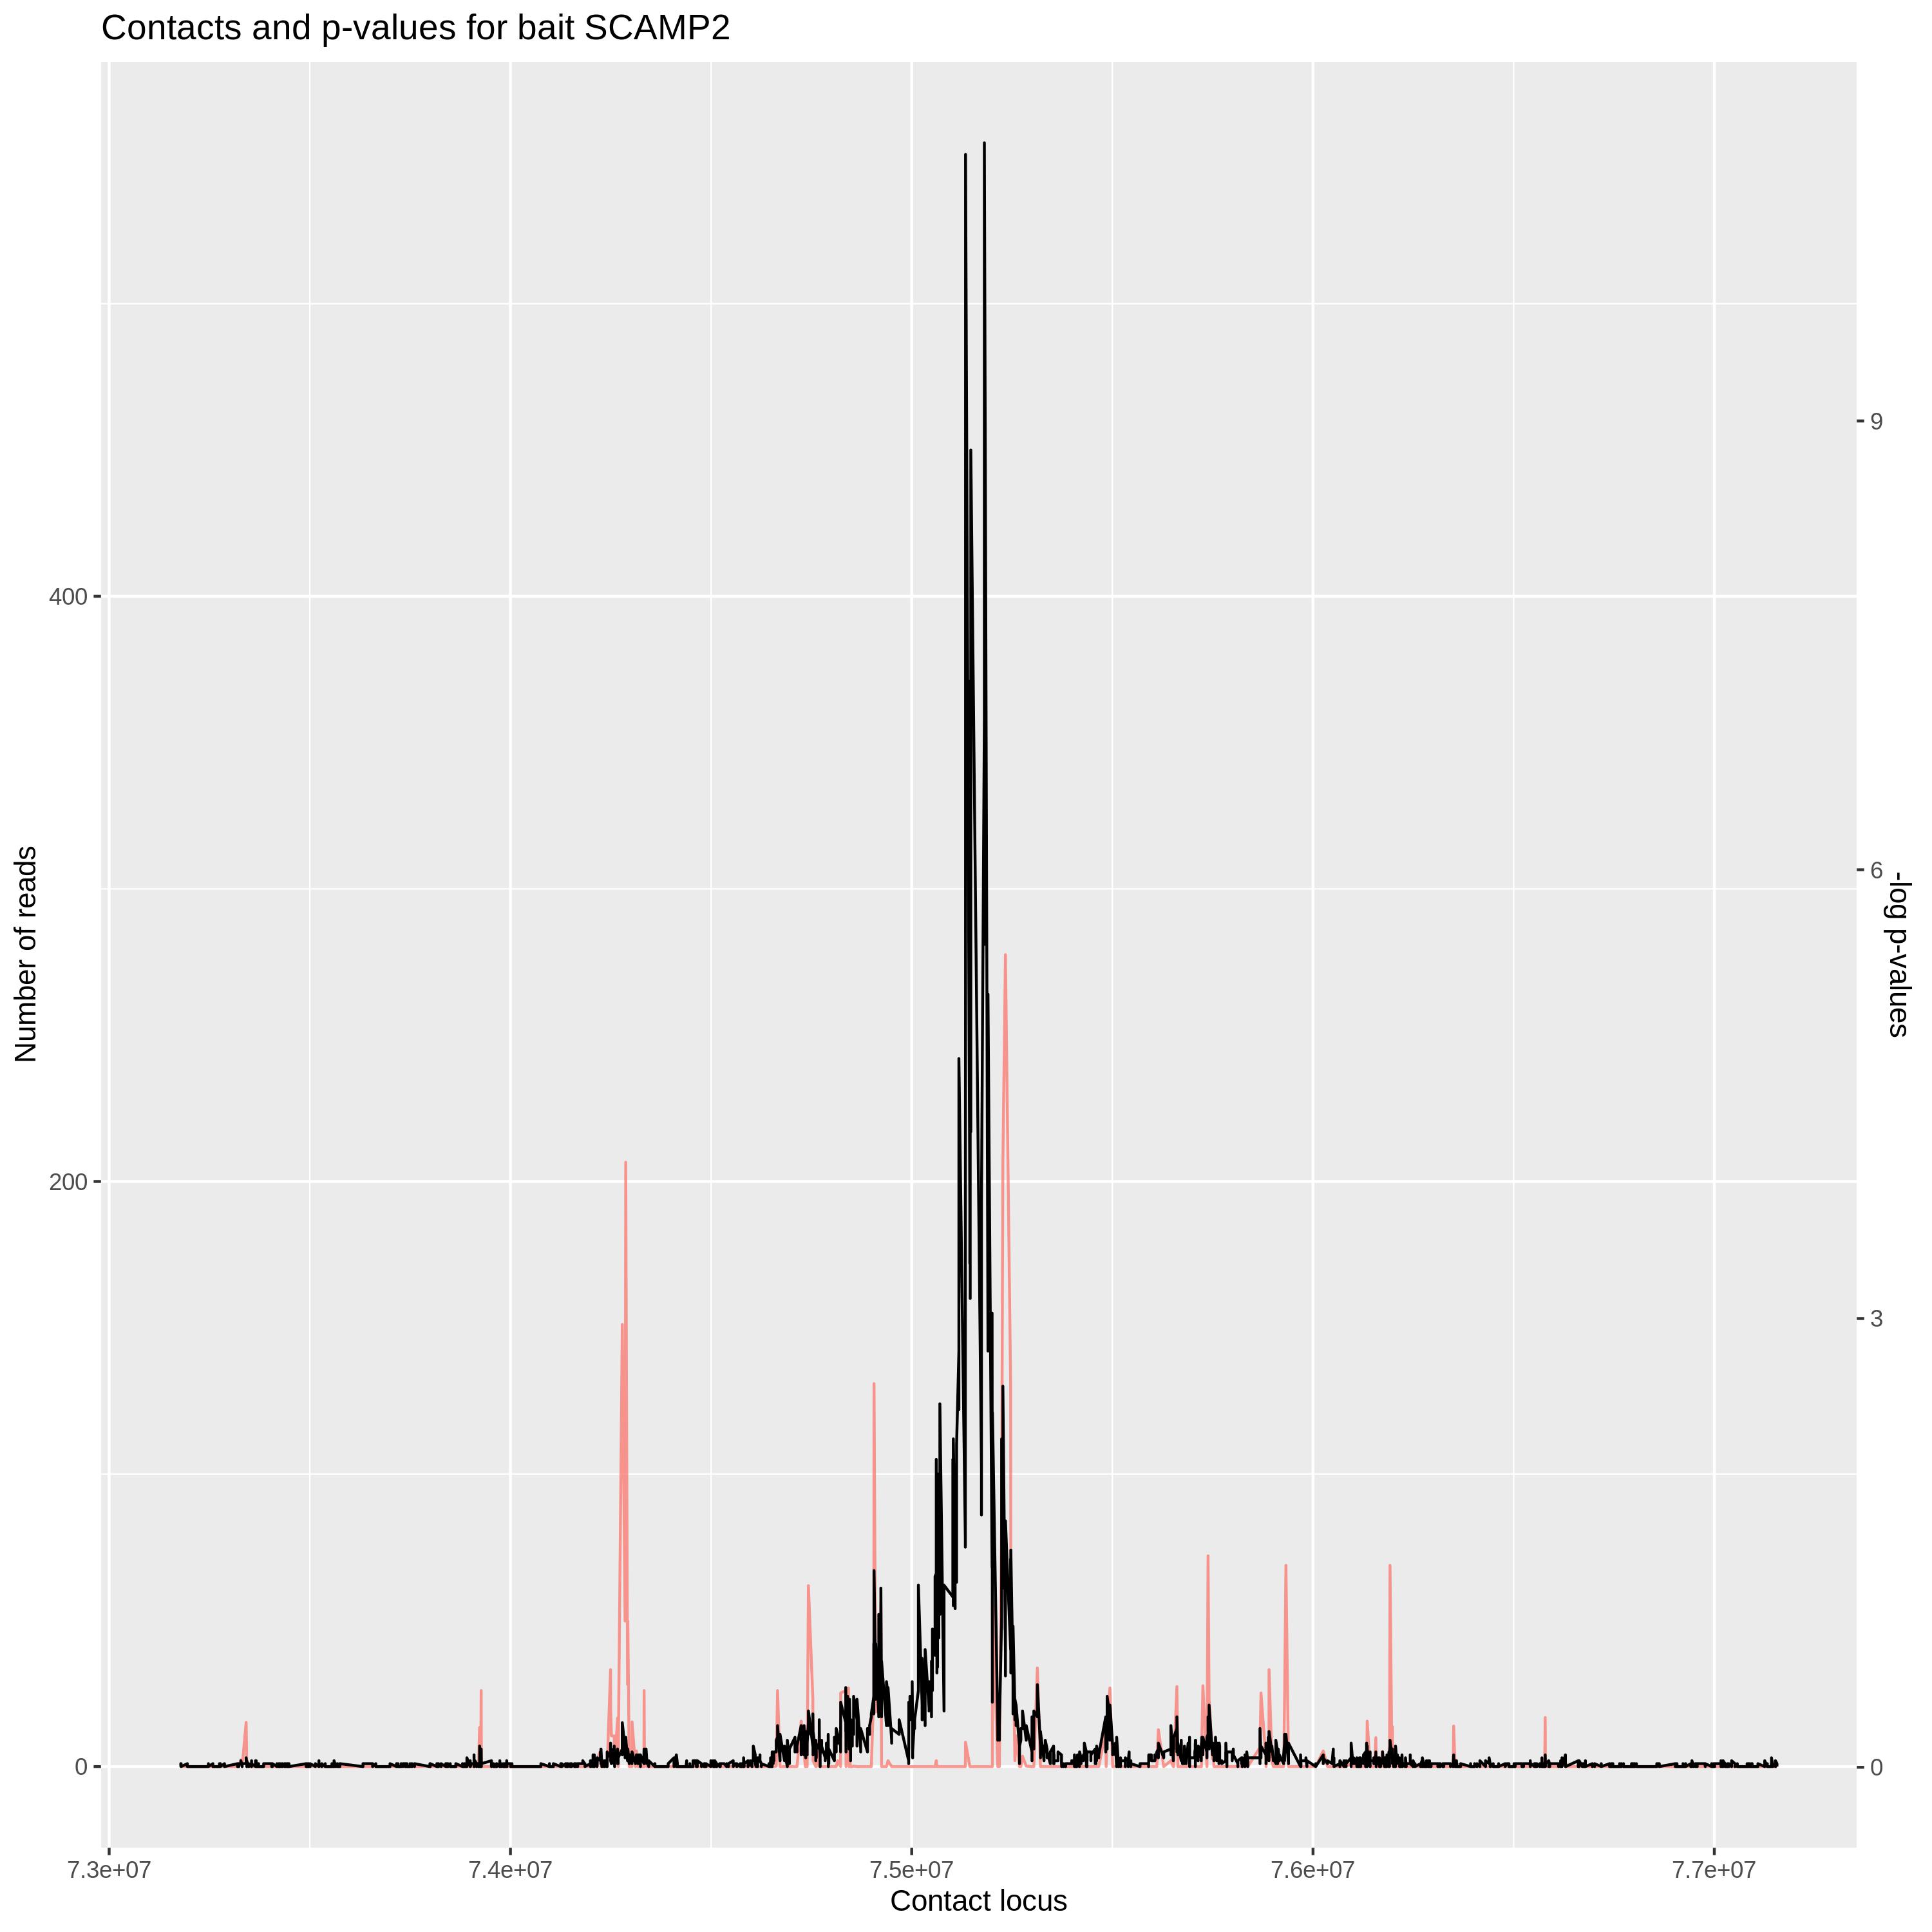 Contacts and p-values for bait SCAMP2
Number of reads
400
200
0
9
6
3
0
-log p-values
7.3e+07 7.4e+07 7.5e+07 7.6e+07 7.7e+07
Contact locus